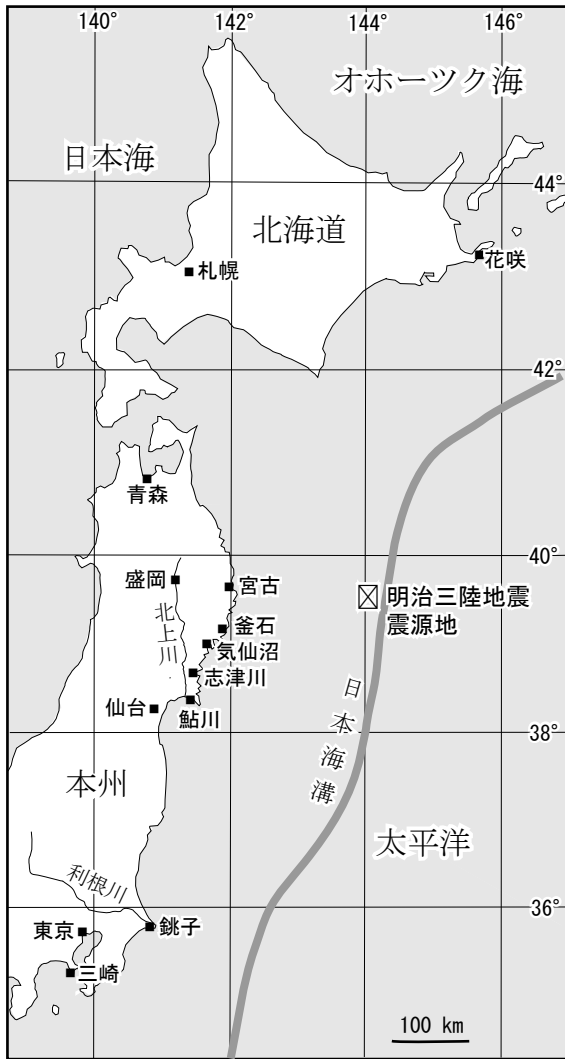 140°
142°
144°
146°
オホーツク海
日本海
44°
北海道
札幌
花咲
42°
青森
40°
盛岡
宮古
明治三陸地震
震源地
北上川
釜石
気仙沼
志津川
仙台
鮎川
日本海溝
38°
本州
太平洋
利根川
36°
東京
銚子
三崎
100 km